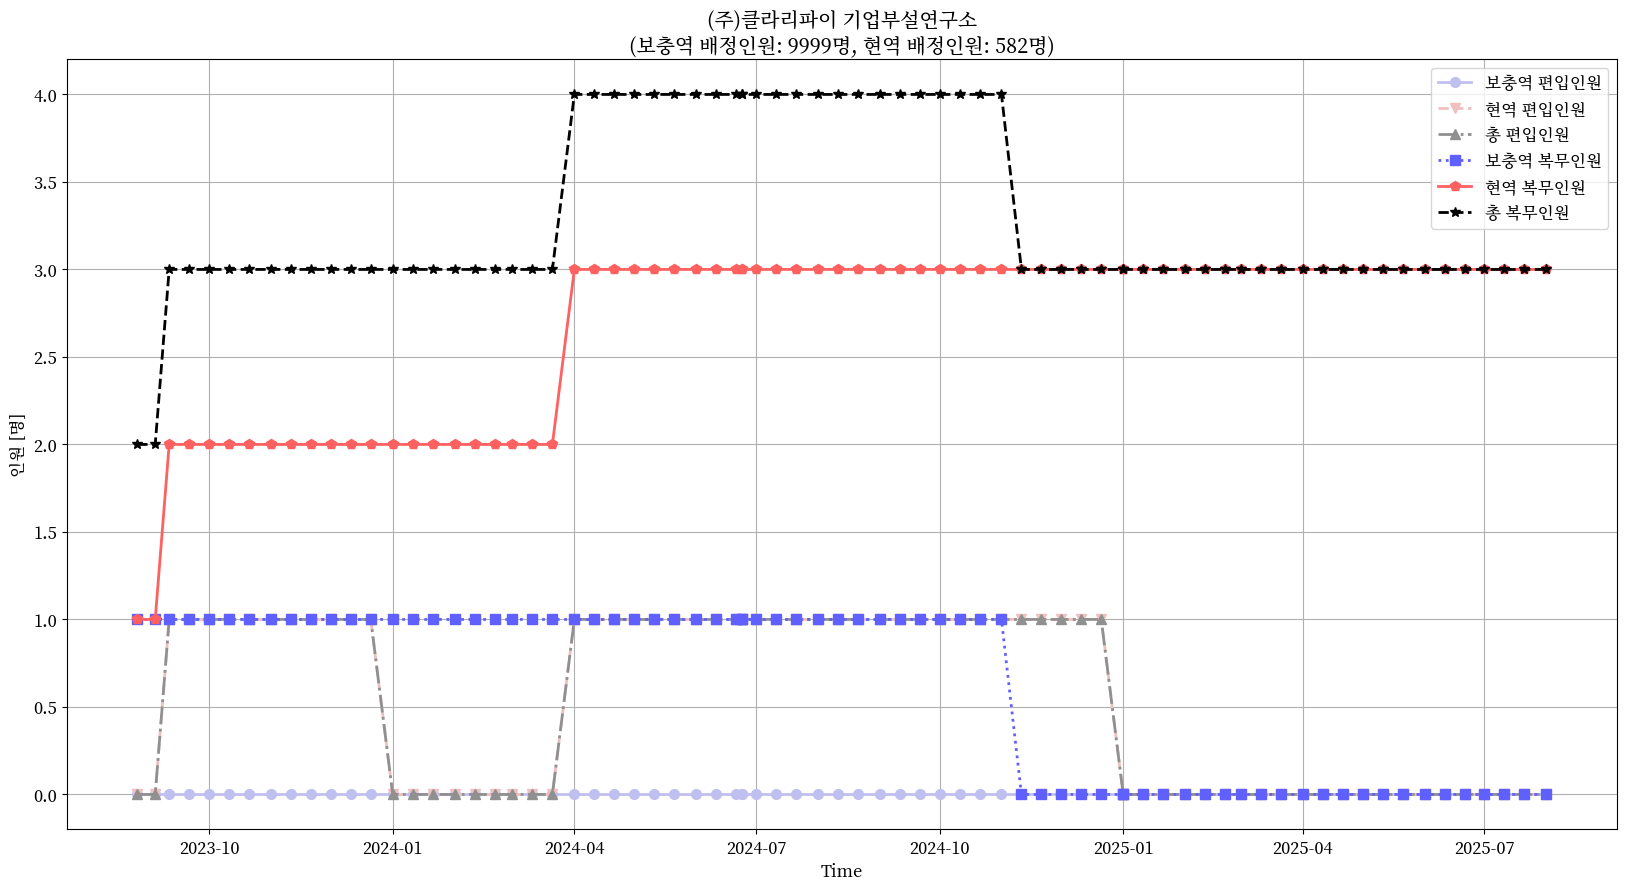 (주)클라리파이 기업부설연구소
(보충역 배정인원: 9999명, 현역 배정인원: 582명)
보충역 편입인원
현역 편입인원
총 편입인원
보충역 복무인원
현역 복무인원
총 복무인원
인원 [명]
4.0
3.5
3.0
2.5
2.0
1.5
1.0
0.5
0.0
2023-10
2024-01
2024-04
2024-07
2024-10
2025-01
2025-04
2025-07
Time